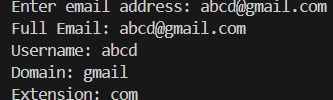 Enter email address: abcd@gmail.com
Full Email: abcd@gmail.com
Username: abcd
Domain: gmail
Extension: com